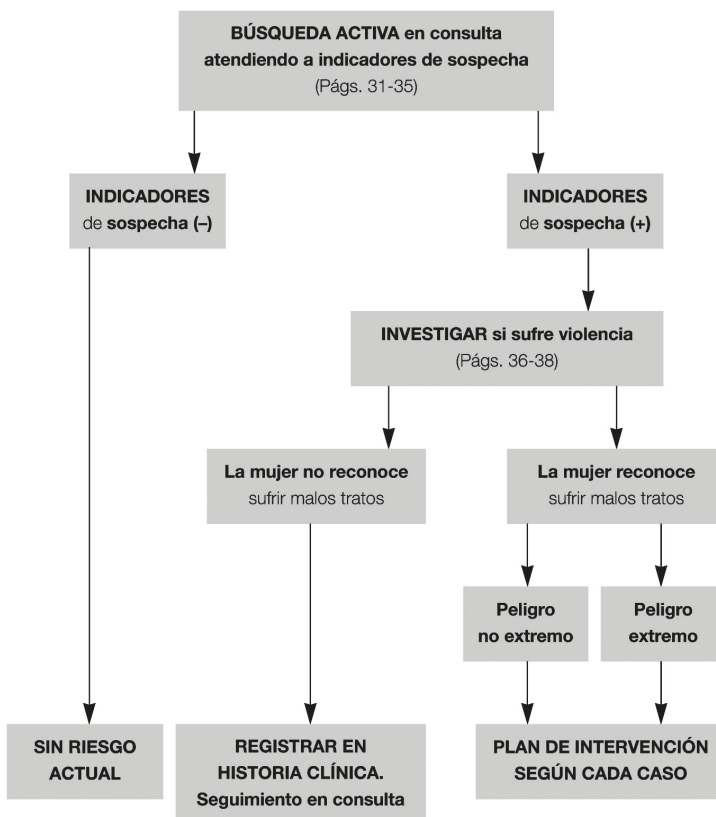 BÚSQUEDA ACTIVA en consulta
atendiendo a indicadores de sospecha
(Págs. 31-35)
INDICADORES
de sospecha (–)
INDICADORES
de sospecha (+)
INVESTIGAR si sufre violencia
(Págs. 36-38)
La mujer no reconoce
sufrir malos tratos
La mujer reconoce
sufrir malos tratos
Peligro
no extremo
Peligro
extremo
SIN RIESGO
ACTUAL
REGISTRAR EN
HISTORIA CLÍNICA.
Seguimiento en consulta
PLAN DE INTERVENCIÓN
SEGÚN CADA CASO